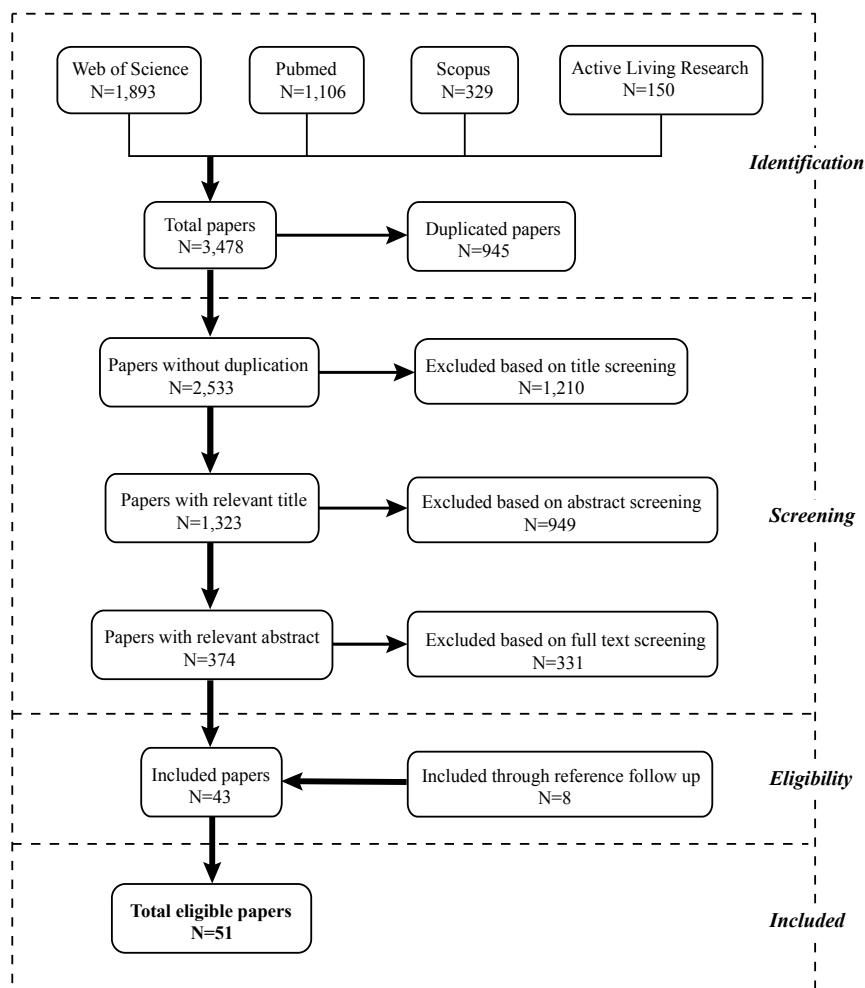 Web of Science
N=1,893
Pubmed
N=1,106
Scopus
N=329
Active Living Research
N=150
Identification
Total papers
N=3,478
Duplicated papers
N=945
Papers without duplication
N=2,533
Excluded based on title screening
N=1,210
Papers with relevant title
N=1,323
Excluded based on abstract screening
N=949
Screening
Papers with relevant abstract
N=374
Excluded based on full text screening
N=331
Included papers
N=43
Included through reference follow up
N=8
Eligibility
Total eligible papers
N=51
Included